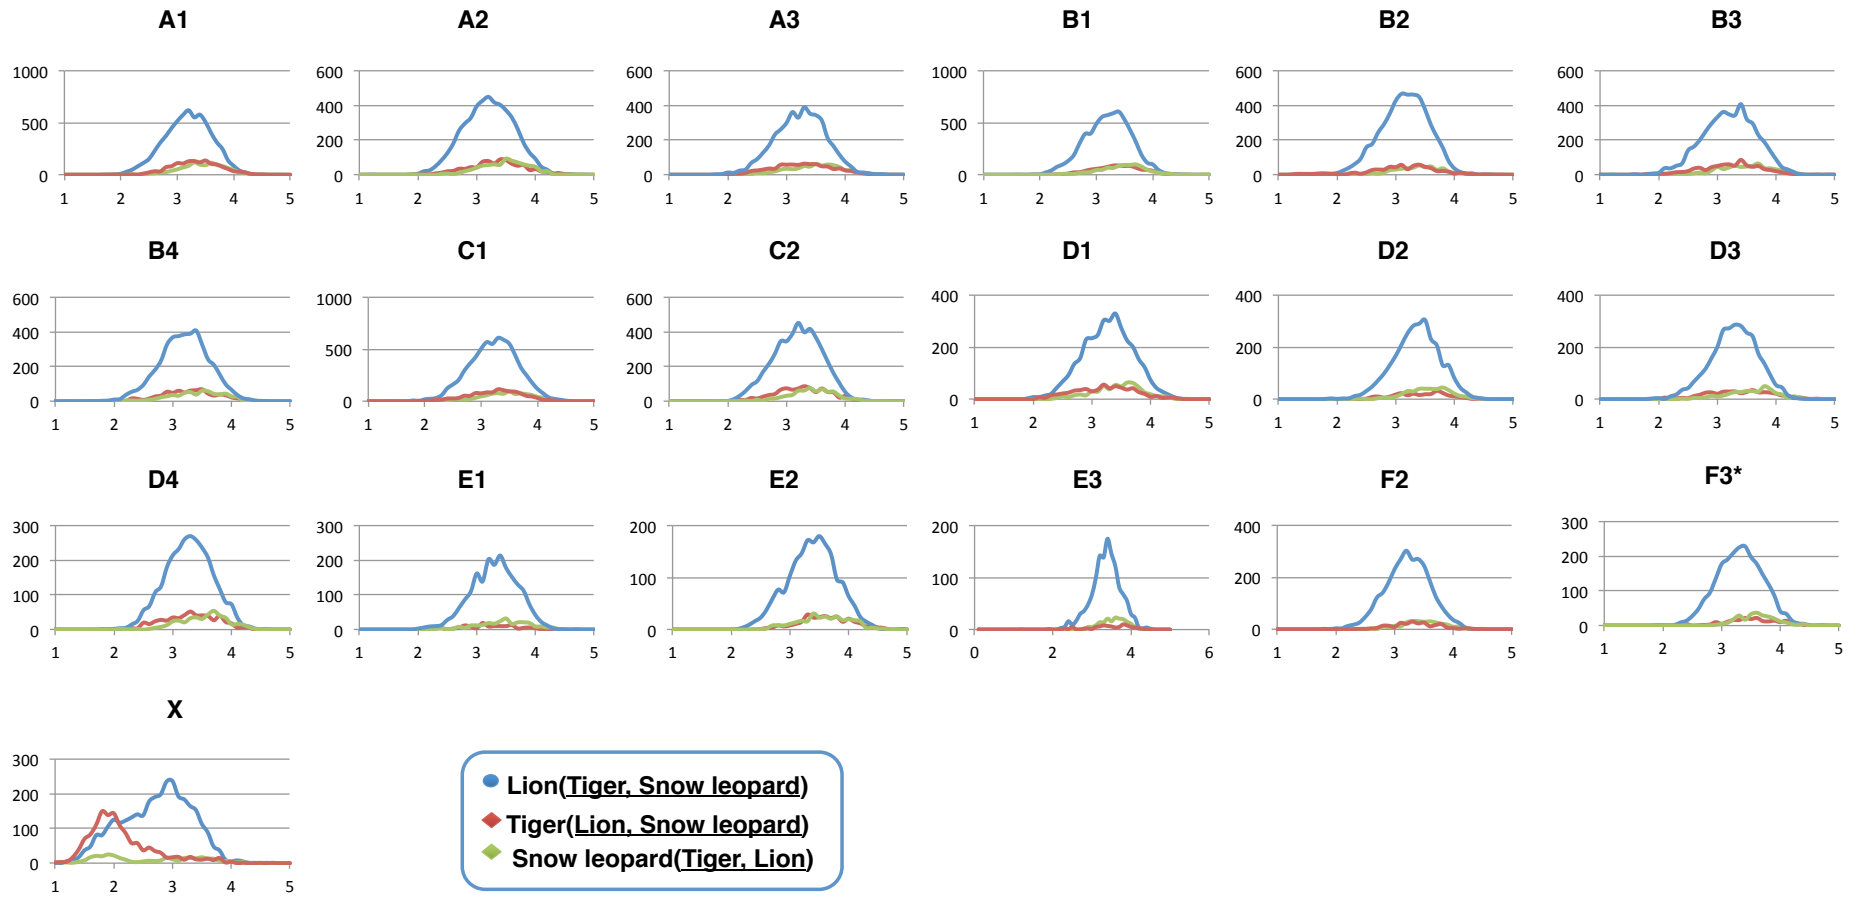 A1 A2 A3 B1 B2 B3
1000 600 600 1000 600 600
400 400 400 400
500 500
200 200 200 200
0 0 0 0 0 0
1 2 3 4 5 1 2 3 4 5 1 2 3 4 5 1 2 3 4 5 1 2 3 4 5 1 2 3 4 5
B4 C1 C2 D1 D2 D3
600 1000 600 400 400 400
400 400
500 200 200 200
200 200
0 0 0 0 0 0
1 2 3 4 5 1 2 3 4 5 1 2 3 4 5 1 2 3 4 5 1 2 3 4 5 1 2 3 4 5
D4 E1 E2 E3 F2 F3*
300 300 200 200 400 300
200 200 200
100 100 200
100 100 100
0 0 0 0 0 0
1 2 3 4 5 1 2 3 4 5 1 2 3 4 5 0 2 4 6 1 2 3 4 5 1 2 3 4 5
X
300
200
100
0
1 2 3 4 5
Lion(Tiger, Snow leopard)
Tiger(Lion, Snow leopard)
Snow leopard(Tiger, Lion)